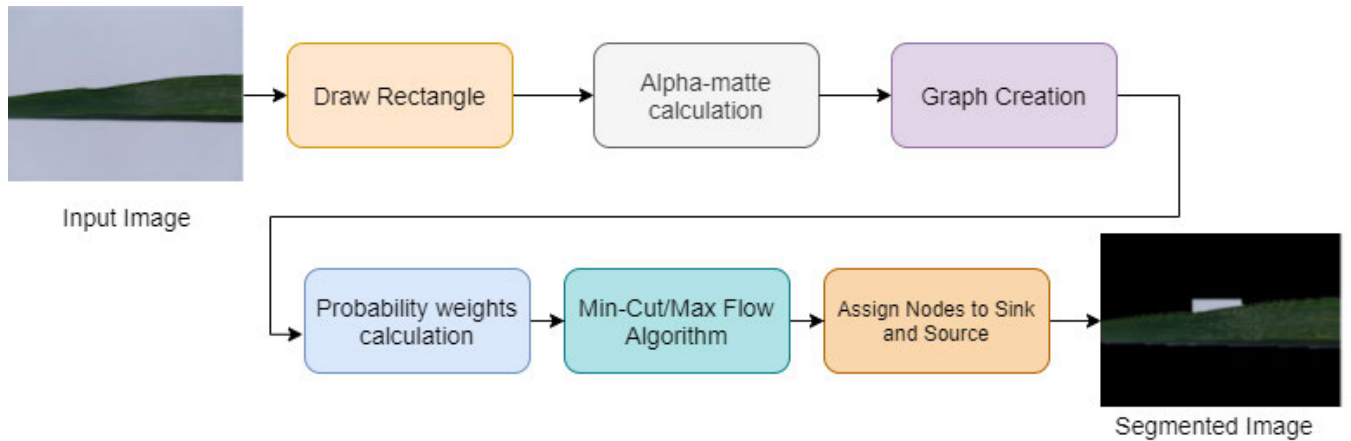 Draw Rectangle
Alpha-matte
calculation
Graph Creation
Input Image
Probability weights
calculation
Min-Cut/Max Flow
Algorithm
Assign Nodes to Sink
and Source
Segmented Image